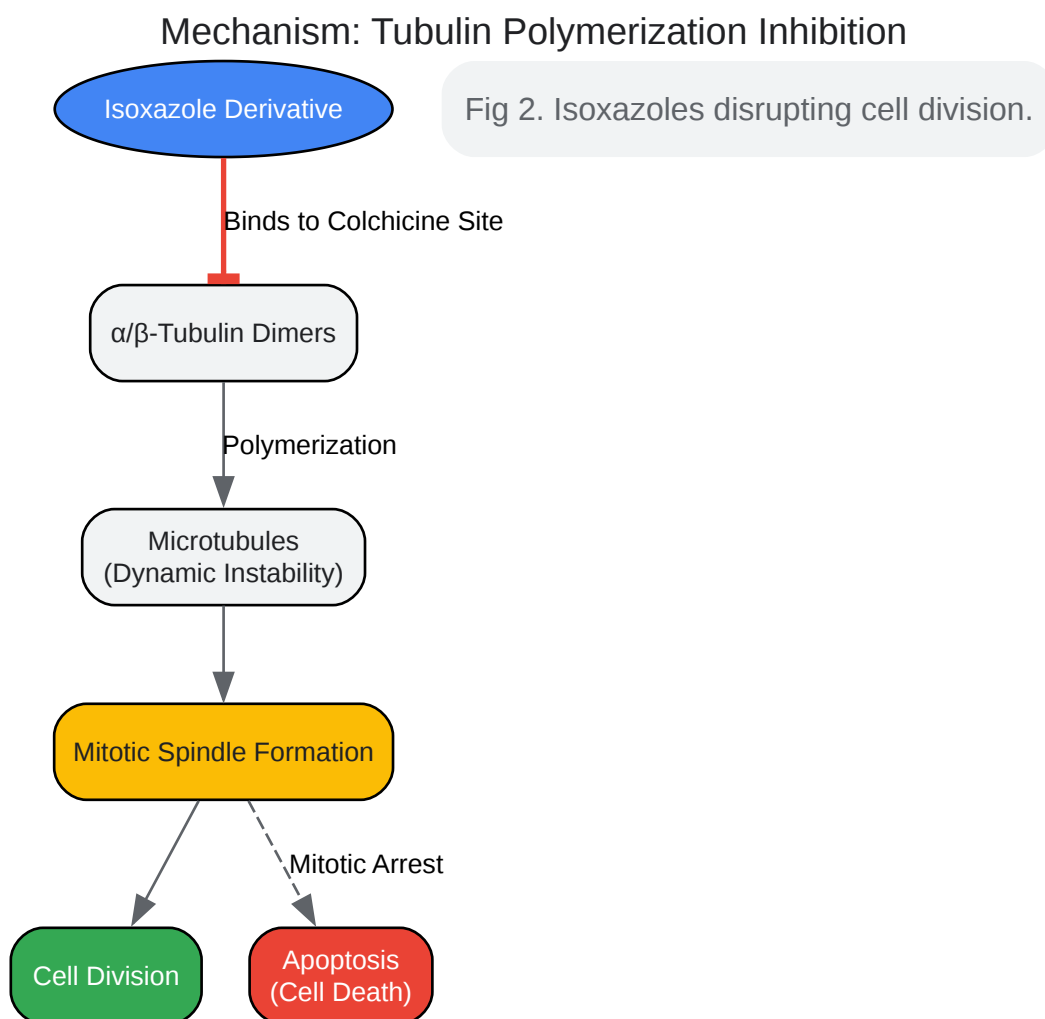 Mechanism: Tubulin Polymerization Inhibition
Isoxazole Derivative
Fig 2. Isoxazoles disrupting cell division.
Binds to Colchicine Site
α/β-Tubulin Dimers
Polymerization
Microtubules
(Dynamic Instability)
Mitotic Spindle Formation
Mitotic Arrest
Cell Division
Apoptosis
(Cell Death)